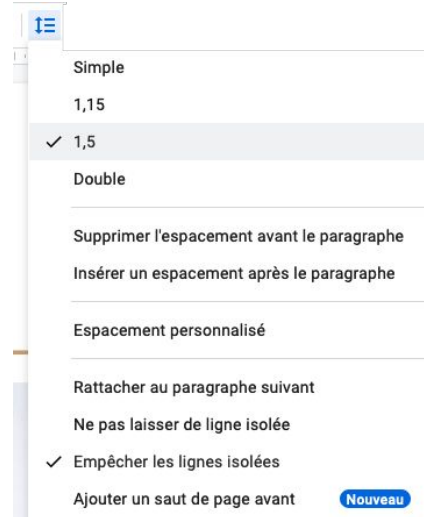 Simple
1,15
1,5
Double
Supprimer l'espacement avant le paragraphe
Insérer un espacement après le paragraphe
Espacement personnalisé
Rattacher au paragraphe suivant
Ne pas laisser de ligne isolée
Empêcher les lignes isolées
Ajouter un saut de page avant Nouveau